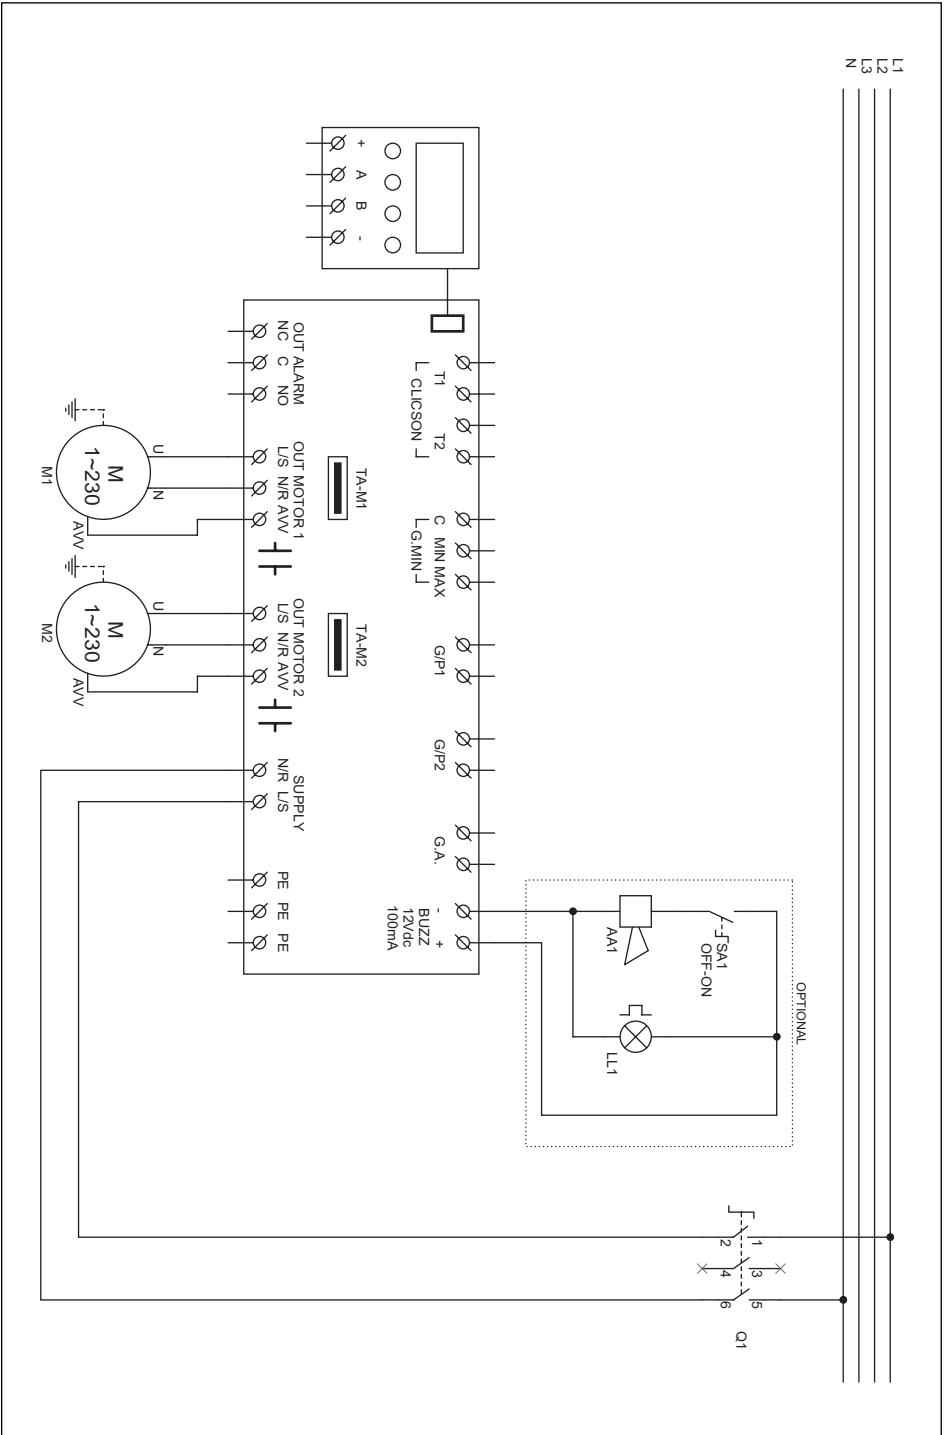 L1
L2
L3
N
Q1
1 3 5
2 4 6
OPTIONAL
SA1
OFF-ON
AA1
LL1
+ A B -
T1 T2
CLICSON
C MIN MAX
G.MIN
G/P1
G/P2
G.A.
- +
BUZZ
12Vdc
100mA
TA-M1
TA-M2
OUT ALARM
NC C NO
OUT MOTOR 1
L/S N/R AVV
OUT MOTOR 2
L/S N/R AVV
SUPPLY
N/R L/S
PE PE PE
U N AVV
M
1~230
M1
U N AVV
M
1~230
M2